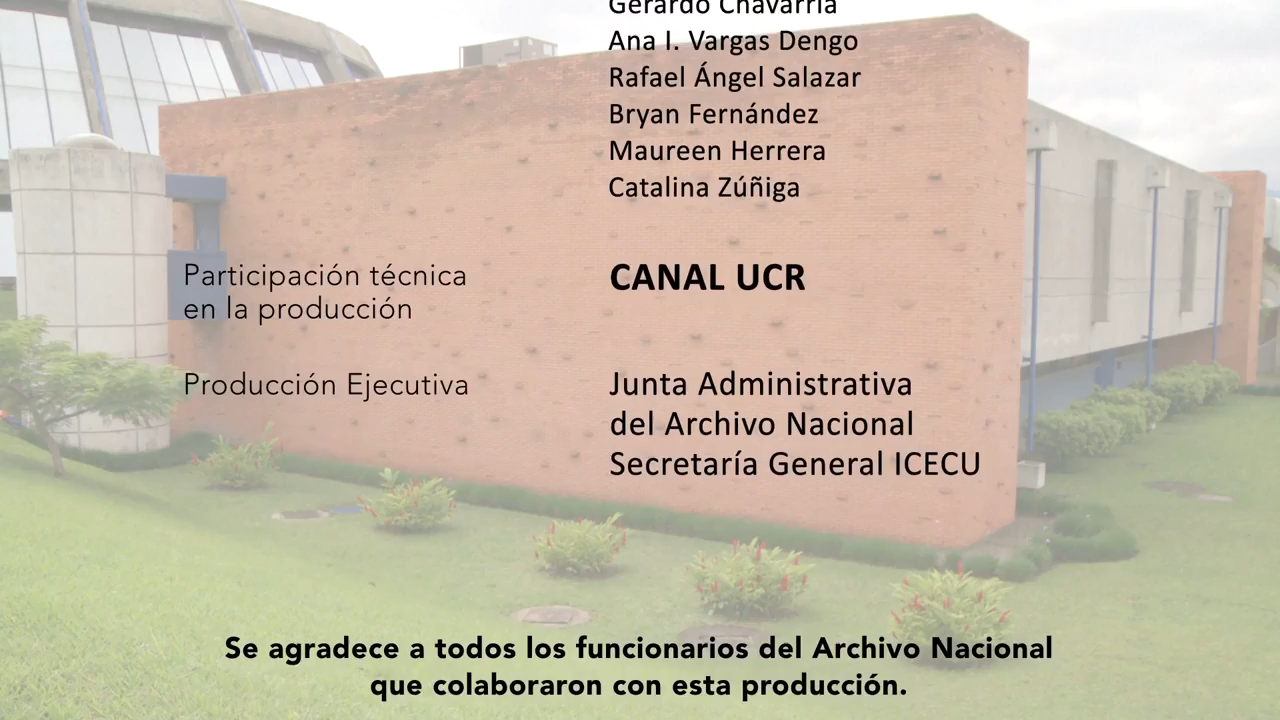 Gerardo Chavarría
Ana I. Vargas Dengo
Rafael Ángel Salazar
Bryan Fernández
Maureen Herrera
Catalina Zúñiga
Participación técnica
en la producción
CANAL UCR
Producción Ejecutiva
Junta Administrativa
del Archivo Nacional
Secretaría General ICECU
Se agradece a todos los funcionarios del Archivo Nacional
que colaboraron con esta producción.